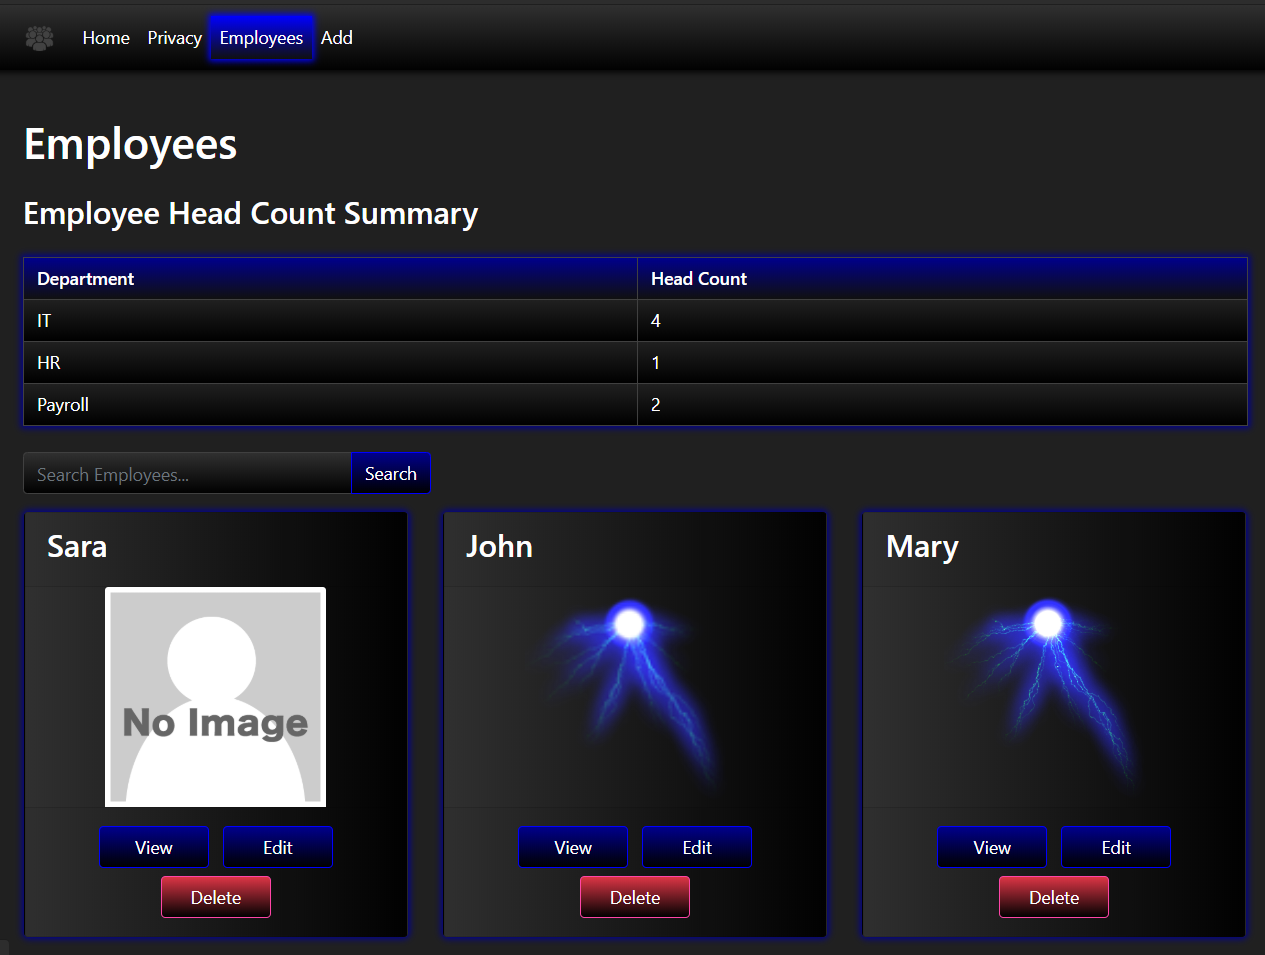 Home Privacy Employees Add
Employees
Employee Head Count Summary
Department Head Count
IT 4
HR 1
Payroll 2
Search Employees... Search
Sara John Mary
No Image
View Edit View Edit View Edit
Delete Delete Delete